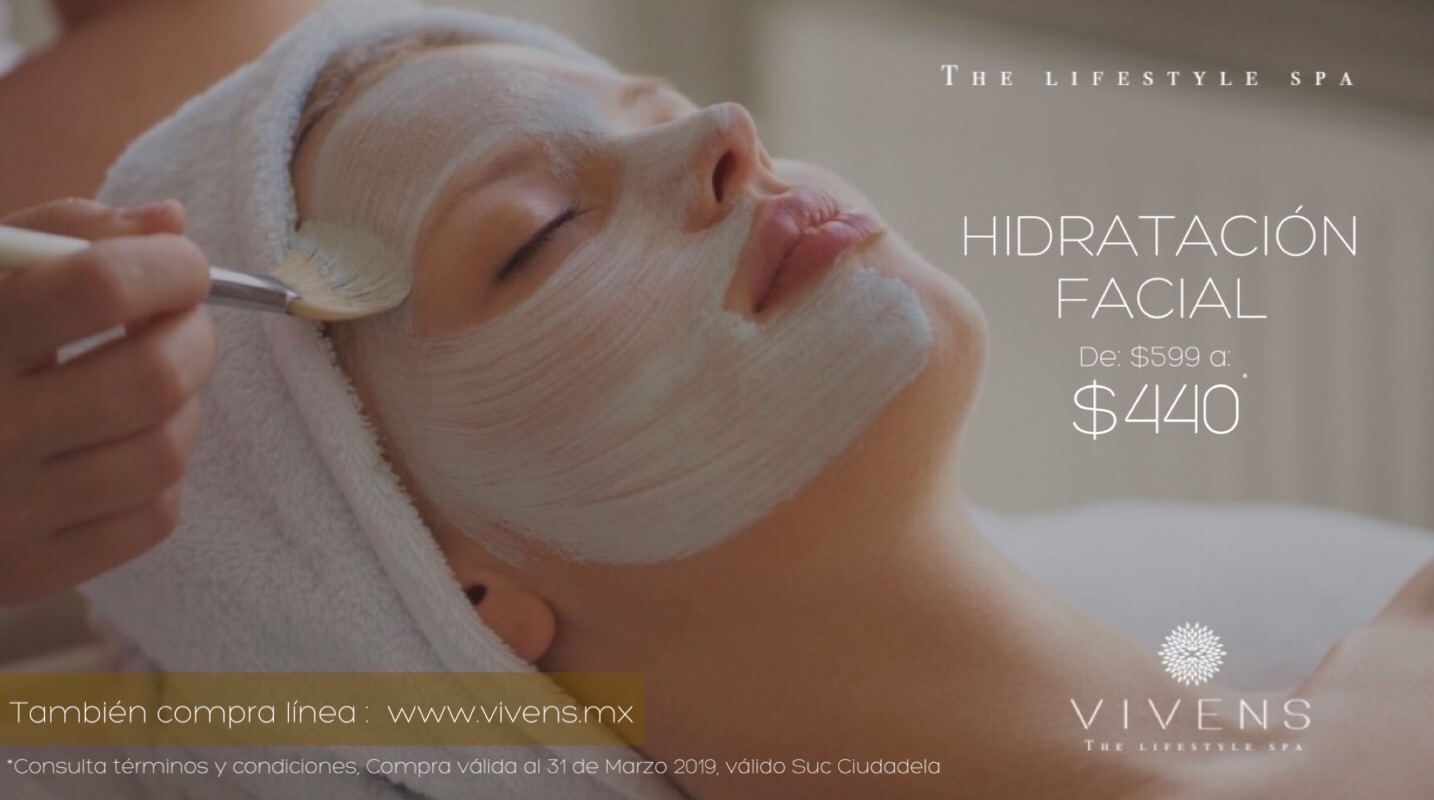 THE LIFESTYLE SPA
HIDRATACIÓN
FACIAL
De: $599 a:
$440*
VIVENS
THE LIFESTYLE SPA
También compra línea : www.vivens.mx
*Consulta términos y condiciones, Compra válida al 31 de Marzo 2019, válido Suc Ciudadela